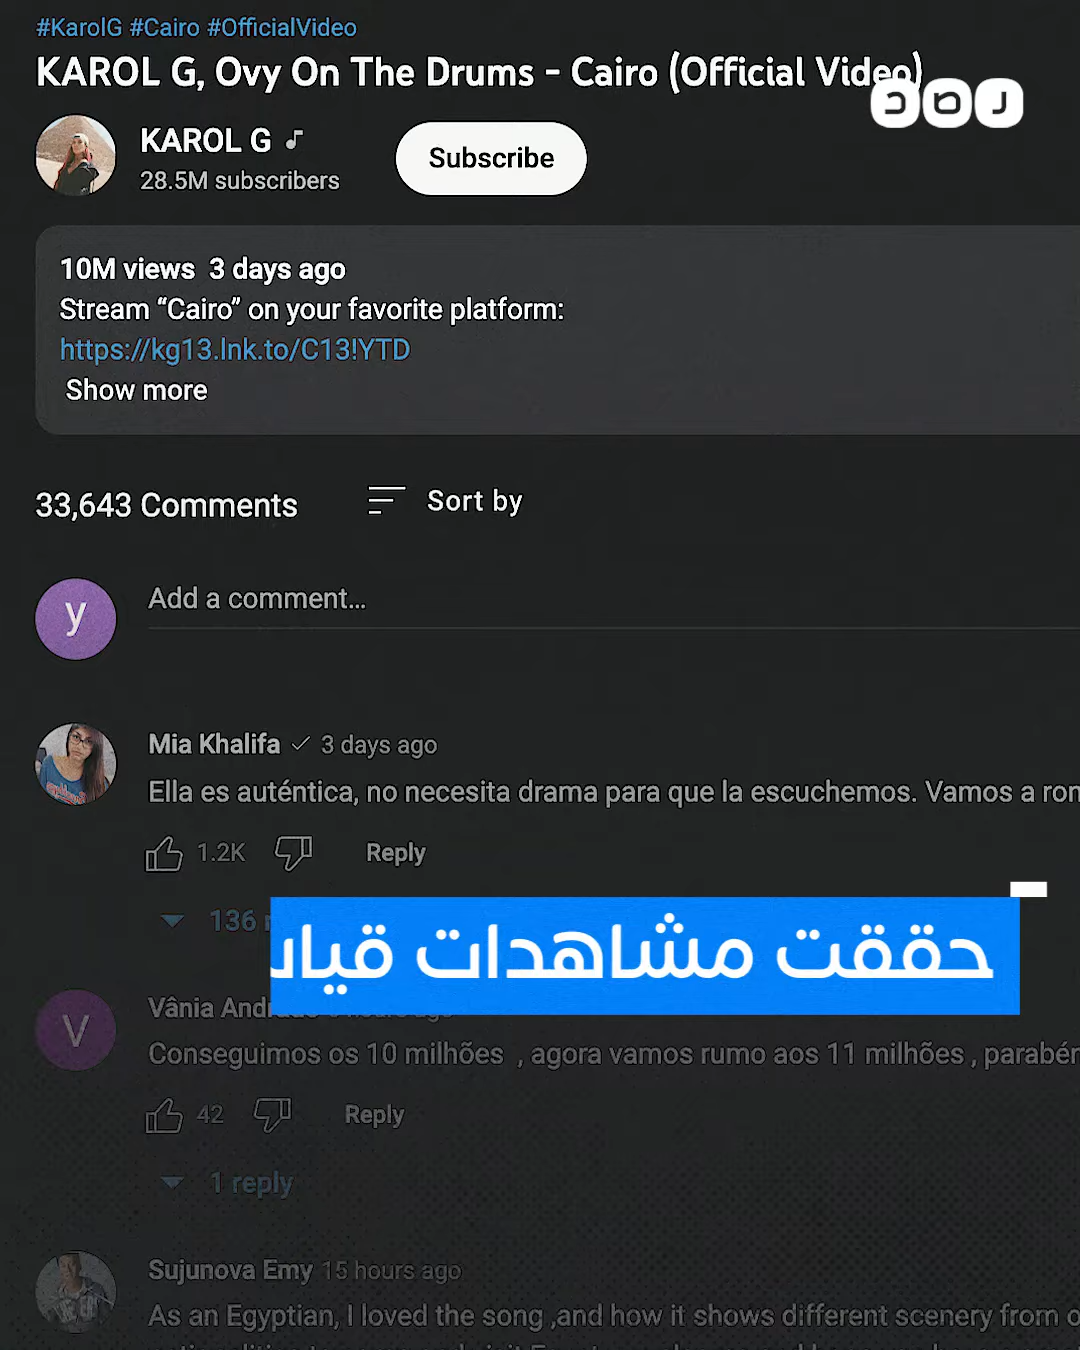 #KarolG #Cairo #OfficialVideo
KAROL G, Ovy On The Drums - Cairo (Official Video)
KAROL G
28.5M subscribers
Subscribe
10M views 3 days ago
Stream “Cairo” on your favorite platform:
https://kg13.lnk.to/C13!YTD
Show more
33,643 Comments
Sort by
y
Add a comment...
Mia Khalifa 3 days ago
Ella es auténtica, no necesita drama para que la escuchemos. Vamos a
1.2K
Reply
136
حققت مشاهدات
V
Vânia
Conseguimos os 10 milhões , agora vamos rumo aos 11 milhões ,
42
Reply
1 reply
Sujunova Emy 15 hours ago
As an Egyptian, I loved the song ,and how it shows different scenery from